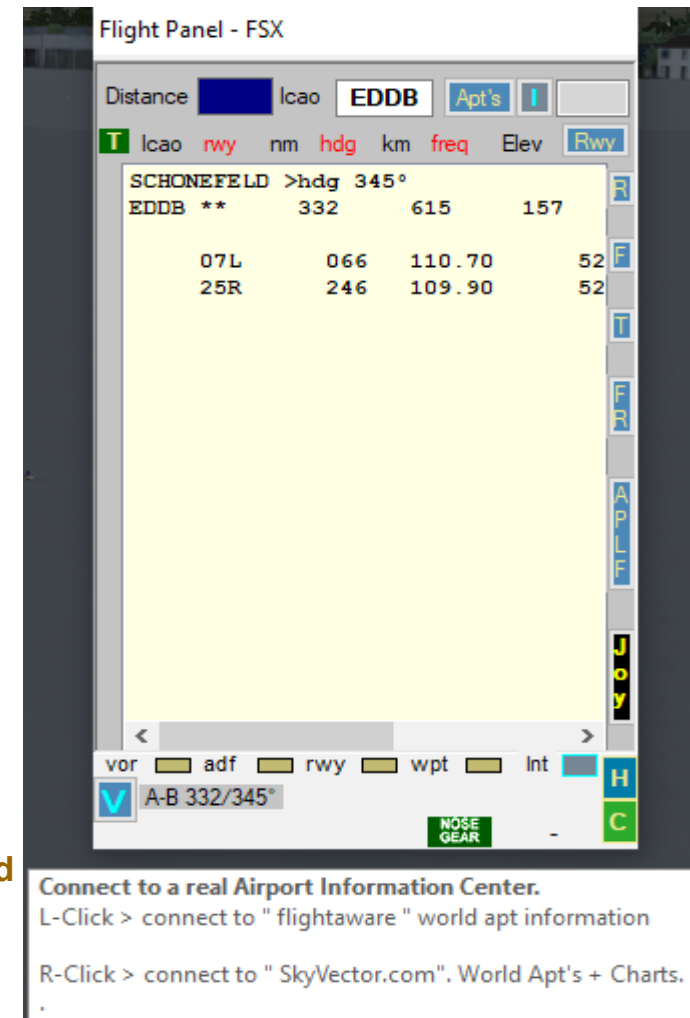 Flight Panel - FSX
Distance Icao EDDB Apt's I
T Icao rwy nm hdg km freq Elev Rwy
SCHONEFELD >hdg 345°
EDDB ** 332 615 157
07L 066 110.70 52
25R 246 109.90 52
R
F
T
F
R
A
P
L
F
J
o
y
< >
vor adf rwy wpt Int H
V A-B 332/345°
NOSE
GEAR - C
d
Connect to a real Airport Information Center.
L-Click > connect to " flightaware " world apt information
R-Click > connect to " SkyVector.com". World Apt's + Charts.
.